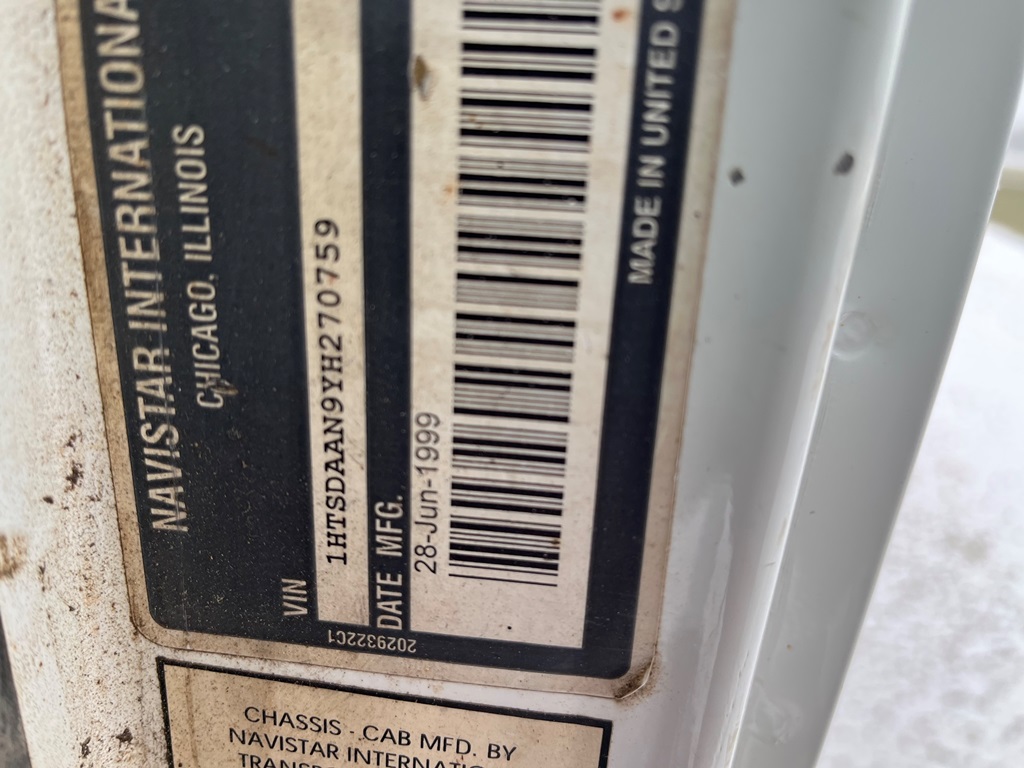 NAVISTAR INTERNATIONA
CHICAGO, ILLINOIS
VIN
1HTSDAAN9YH270759
DATE MFG.
28-Jun-1999
MADE IN UNITED S
2029322C1
CHASSIS - CAB MFD. BY
NAVISTAR INTERNATIO
TRANSPO